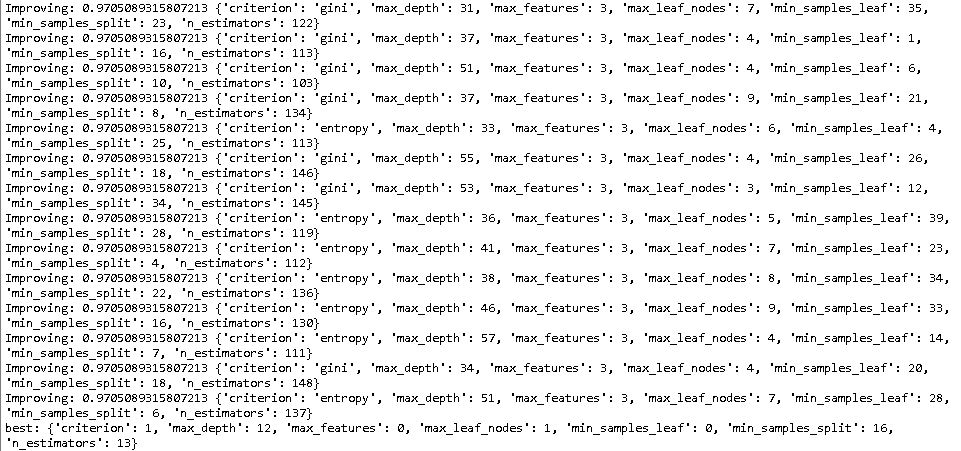 Improving: 0.9705089315807213 {'criterion': 'gini', 'max_depth': 31, 'max_features': 3, 'max_leaf_nodes': 7, 'min_samples_leaf': 35,
'min_samples_split': 23, 'n_estimators': 122}
Improving: 0.9705089315807213 {'criterion': 'gini', 'max_depth': 37, 'max_features': 3, 'max_leaf_nodes': 4, 'min_samples_leaf': 1,
'min_samples_split': 16, 'n_estimators': 113}
Improving: 0.9705089315807213 {'criterion': 'gini', 'max_depth': 51, 'max_features': 3, 'max_leaf_nodes': 4, 'min_samples_leaf': 6,
'min_samples_split': 10, 'n_estimators': 103}
Improving: 0.9705089315807213 {'criterion': 'gini', 'max_depth': 37, 'max_features': 3, 'max_leaf_nodes': 9, 'min_samples_leaf': 21,
'min_samples_split': 8, 'n_estimators': 134}
Improving: 0.9705089315807213 {'criterion': 'entropy', 'max_depth': 33, 'max_features': 3, 'max_leaf_nodes': 6, 'min_samples_leaf': 4,
'min_samples_split': 25, 'n_estimators': 113}
Improving: 0.9705089315807213 {'criterion': 'gini', 'max_depth': 55, 'max_features': 3, 'max_leaf_nodes': 4, 'min_samples_leaf': 26,
'min_samples_split': 18, 'n_estimators': 146}
Improving: 0.9705089315807213 {'criterion': 'gini', 'max_depth': 53, 'max_features': 3, 'max_leaf_nodes': 3, 'min_samples_leaf': 12,
'min_samples_split': 34, 'n_estimators': 145}
Improving: 0.9705089315807213 {'criterion': 'entropy', 'max_depth': 36, 'max_features': 3, 'max_leaf_nodes': 5, 'min_samples_leaf': 39,
'min_samples_split': 28, 'n_estimators': 119}
Improving: 0.9705089315807213 {'criterion': 'entropy', 'max_depth': 41, 'max_features': 3, 'max_leaf_nodes': 7, 'min_samples_leaf': 23,
'min_samples_split': 4, 'n_estimators': 112}
Improving: 0.9705089315807213 {'criterion': 'entropy', 'max_depth': 38, 'max_features': 3, 'max_leaf_nodes': 8, 'min_samples_leaf': 34,
'min_samples_split': 22, 'n_estimators': 136}
Improving: 0.9705089315807213 {'criterion': 'entropy', 'max_depth': 46, 'max_features': 3, 'max_leaf_nodes': 9, 'min_samples_leaf': 33,
'min_samples_split': 16, 'n_estimators': 130}
Improving: 0.9705089315807213 {'criterion': 'entropy', 'max_depth': 57, 'max_features': 3, 'max_leaf_nodes': 4, 'min_samples_leaf': 14,
'min_samples_split': 7, 'n_estimators': 111}
Improving: 0.9705089315807213 {'criterion': 'gini', 'max_depth': 34, 'max_features': 3, 'max_leaf_nodes': 4, 'min_samples_leaf': 20,
'min_samples_split': 18, 'n_estimators': 148}
Improving: 0.9705089315807213 {'criterion': 'entropy', 'max_depth': 51, 'max_features': 3, 'max_leaf_nodes': 7, 'min_samples_leaf': 28,
'min_samples_split': 6, 'n_estimators': 137}
best: {'criterion': 1, 'max_depth': 12, 'max_features': 0, 'max_leaf_nodes': 1, 'min_samples_leaf': 0, 'min_samples_split': 16,
'n_estimators': 13}